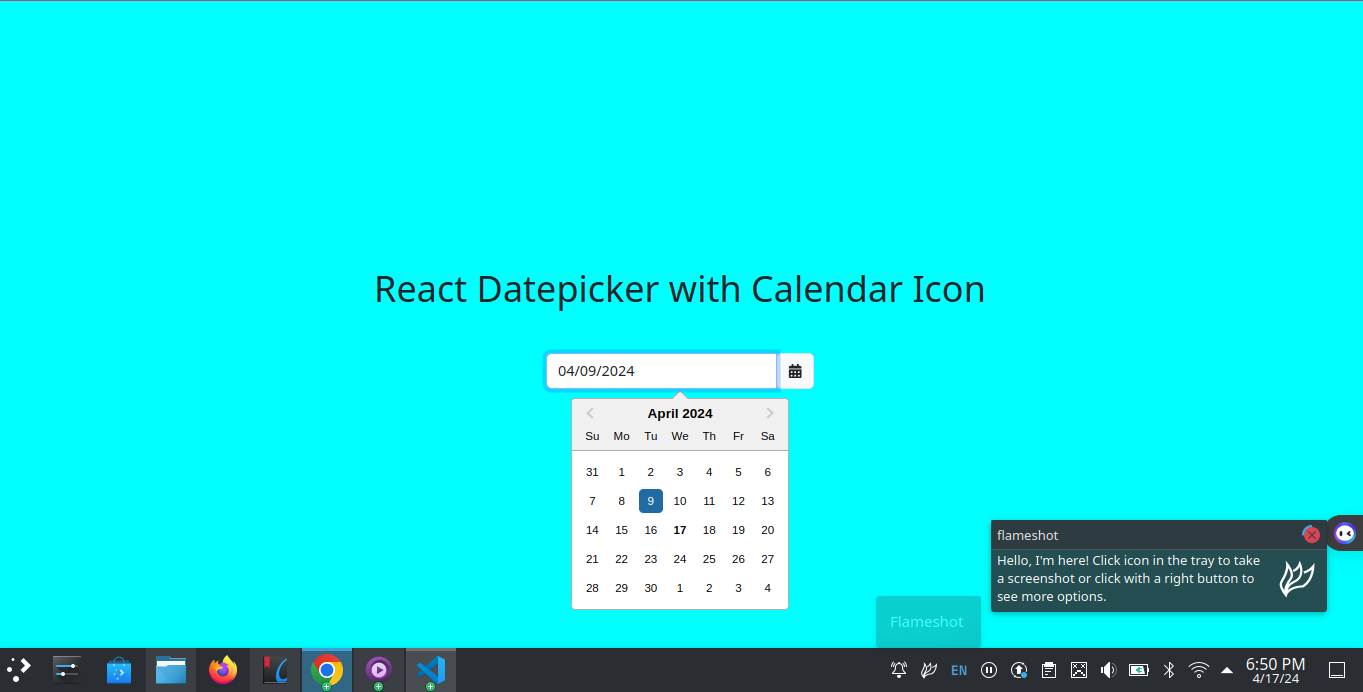 React Datepicker with Calendar Icon
04/09/2024
April 2024
Su Mo Tu We Th Fr Sa
31 1 2 3 4 5 6
7 8 9 10 11 12 13
14 15 16 17 18 19 20
21 22 23 24 25 26 27
28 29 30 1 2 3 4
flameshot
Hello, I'm here! Click icon in the tray to take
a screenshot or click with a right button to
see more options.
Flameshot
EN
6:50 PM
4/17/24